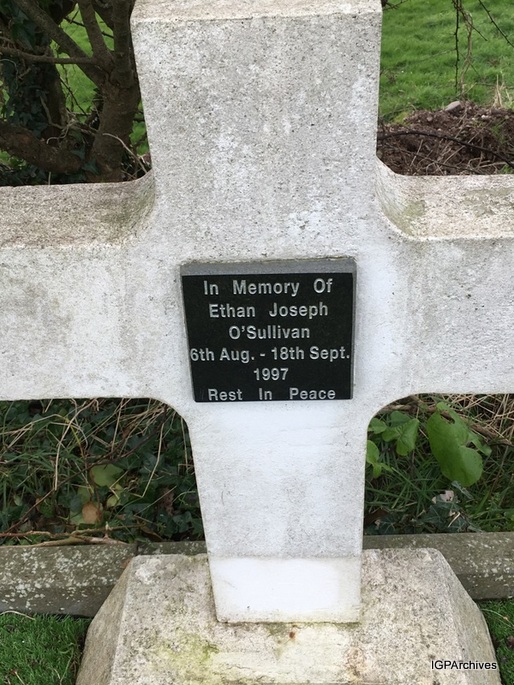 In Memory Of
Ethan Joseph
O'Sullivan
6th Aug. - 18th Sept.
1997
Rest In Peace
IGPArchives